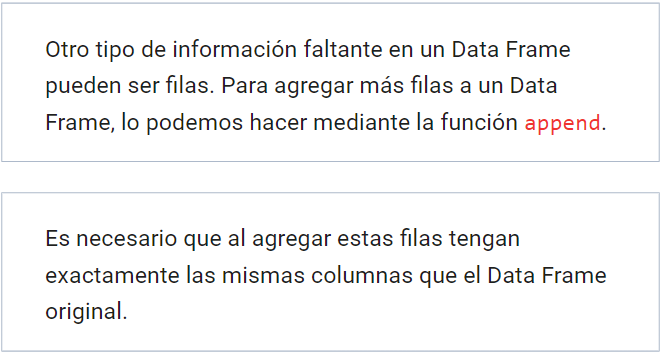 Otro tipo de información faltante en un Data Frame
pueden ser filas. Para agregar más filas a un Data
Frame, lo podemos hacer mediante la función append.
Es necesario que al agregar estas filas tengan
exactamente las mismas columnas que el Data Frame
original.